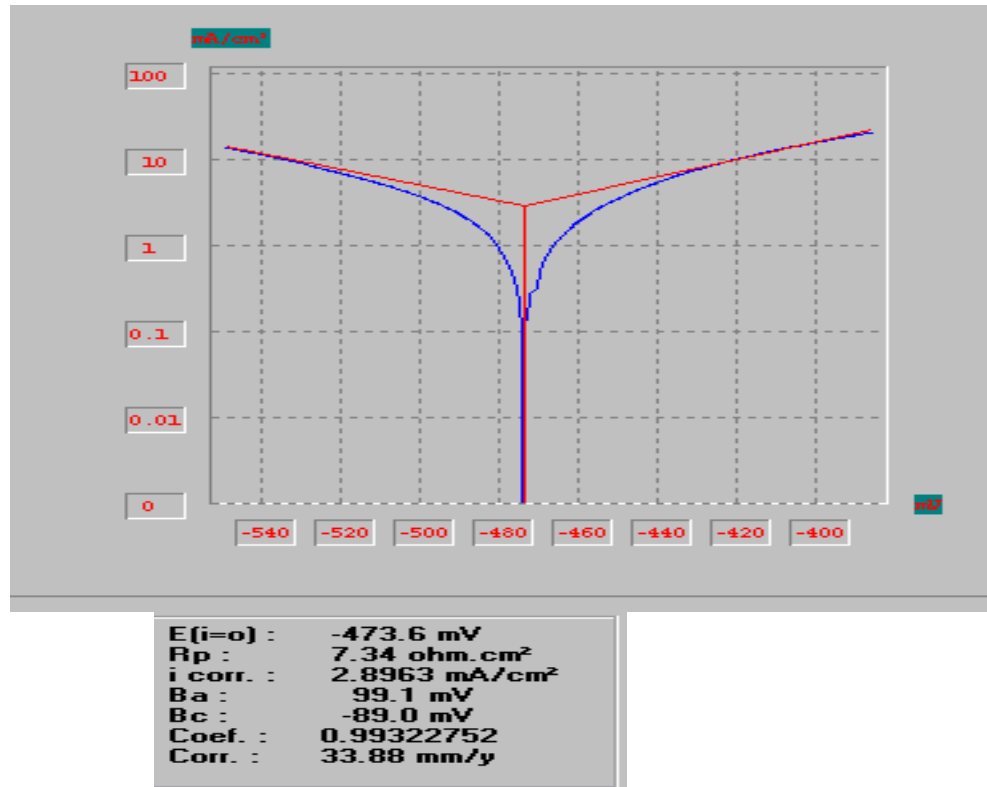 mA/cm²
100
10
1
0.1
0.01
0
mV
-540 -520 -500 -480 -460 -440 -420 -400
E(i=o) : -473.6 mV
Rp : 7.34 ohm.cm²
i corr. : 2.8963 mA/cm²
Ba : 99.1 mV
Bc : -89.0 mV
Coef. : 0.99322752
Corr. : 33.88 mm/y